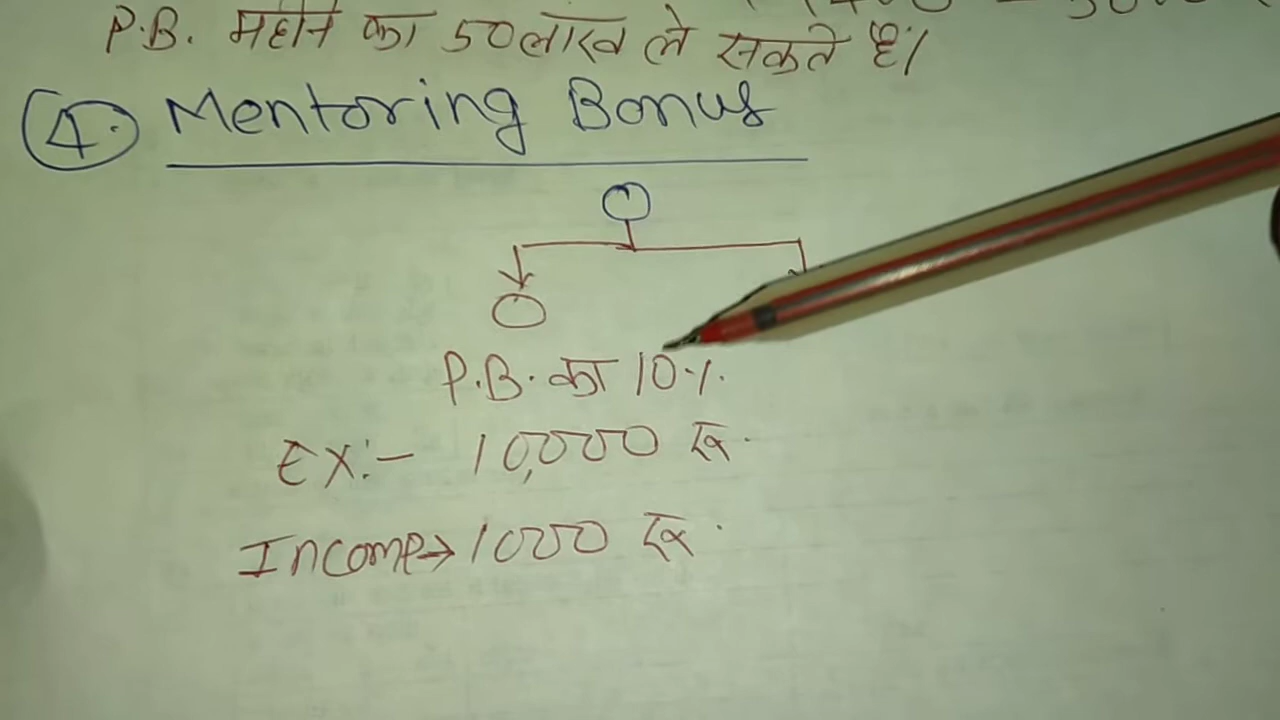 P.B. महीने का 50लाख ले सकते है।
4. Mentoring Bonus
P.B. का 10%.
EX:- 10,000 रु.
Income→ 1000 रु.